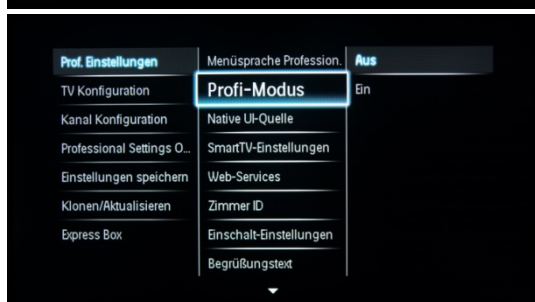 Prof. Einstellungen
TV Konfiguration
Kanal Konfiguration
Professional Settings O...
Einstellungen speichern
Klonen/Aktualisieren
Express Box
Menüsprache Profession.
Profi-Modus
Native UI-Quelle
SmartTV-Einstellungen
Web-Services
Zimmer ID
Einschalt-Einstellungen
Begrüßungstext
Aus
Ein